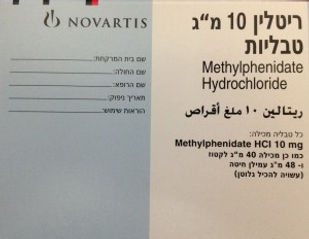 NOVARTIS
שם בית המרקחת:
שם החולה:
שם הרופא:
תאריך ניפוק:
הוראות שימוש:
ריטלין 10 מ״ג
טבליות
Methylphenidate
Hydrochloride
ريتالين ١٠ ملغ أقراص
כל טבליה מכילה:
Methylphenidate HCl 10 mg
כמו כן מכילה 40 מ״ג לקטוז
ו- 48 מ״ג עמילן חיטה
(עשויה להכיל גלוטן)